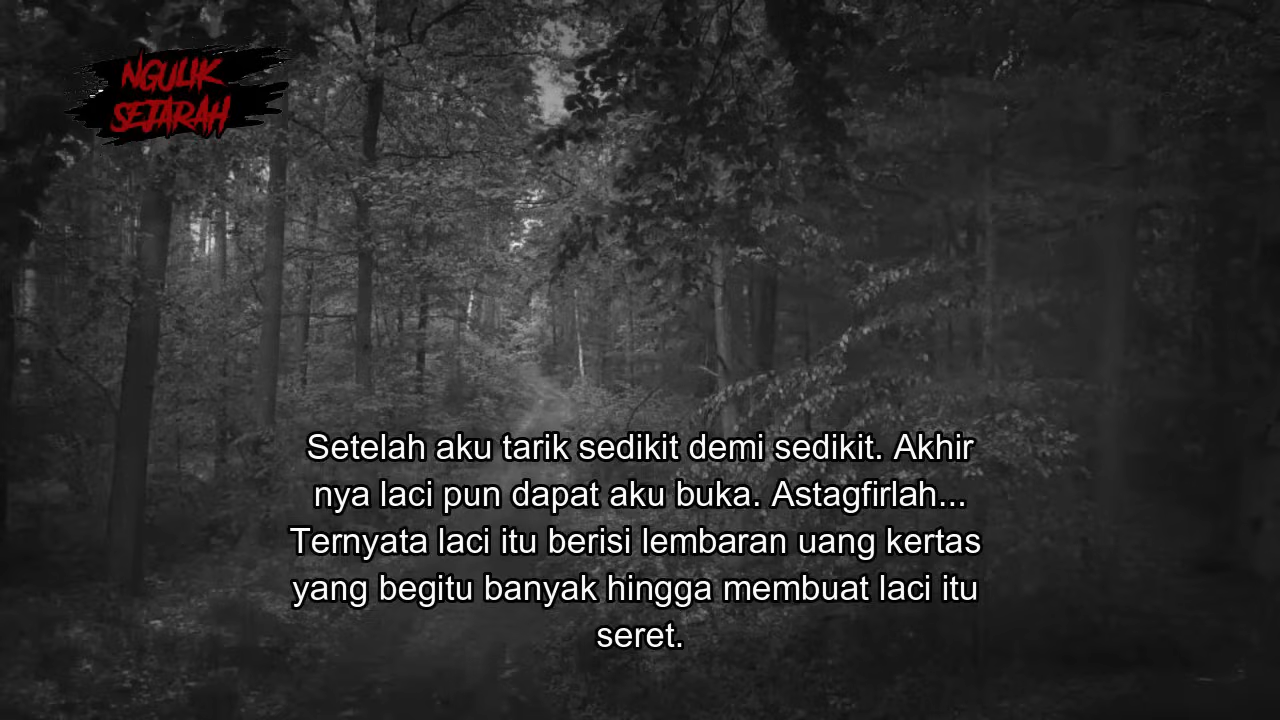 NGULIK
SEJARAH
Setelah aku tarik sedikit demi sedikit. Akhir
nya laci pun dapat aku buka. Astagfirlah...
Ternyata laci itu berisi lembaran uang kertas
yang begitu banyak hingga membuat laci itu
seret.